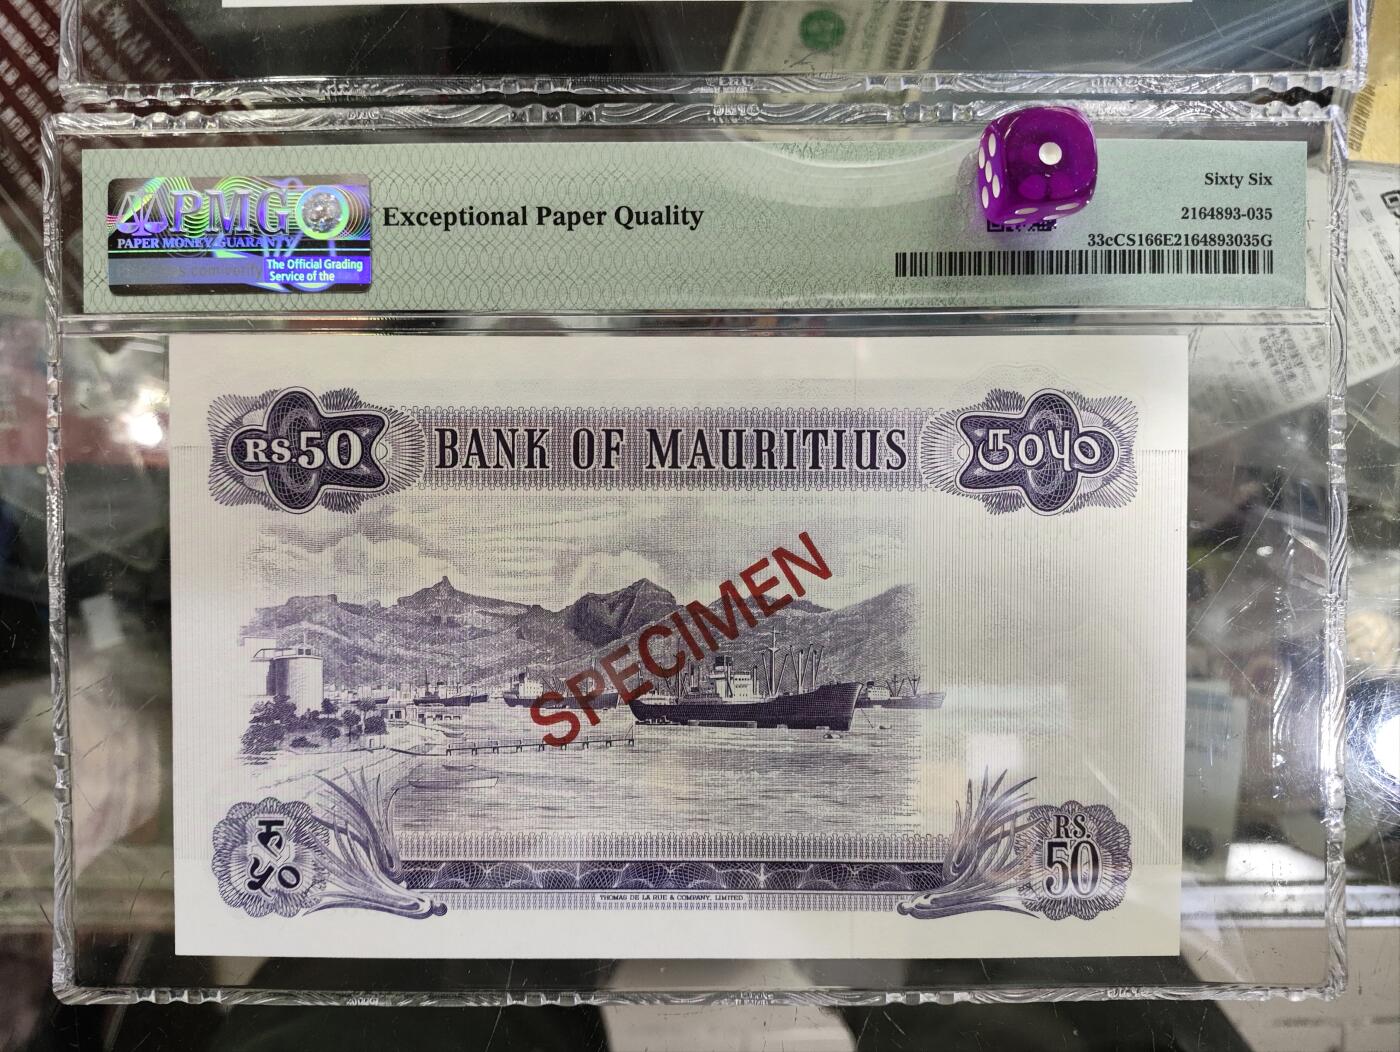 PMG
PAPER MONEY GUARANTY
The Official Grading
Service of the
Exceptional Paper Quality
Sixty Six
2164893-035
33cCS166E2164893035G
RS.50
BANK OF MAURITIUS
SPECIMEN
रु
५०
RS.
50
THOMAS DE LA RUE & COMPANY, LIMITED